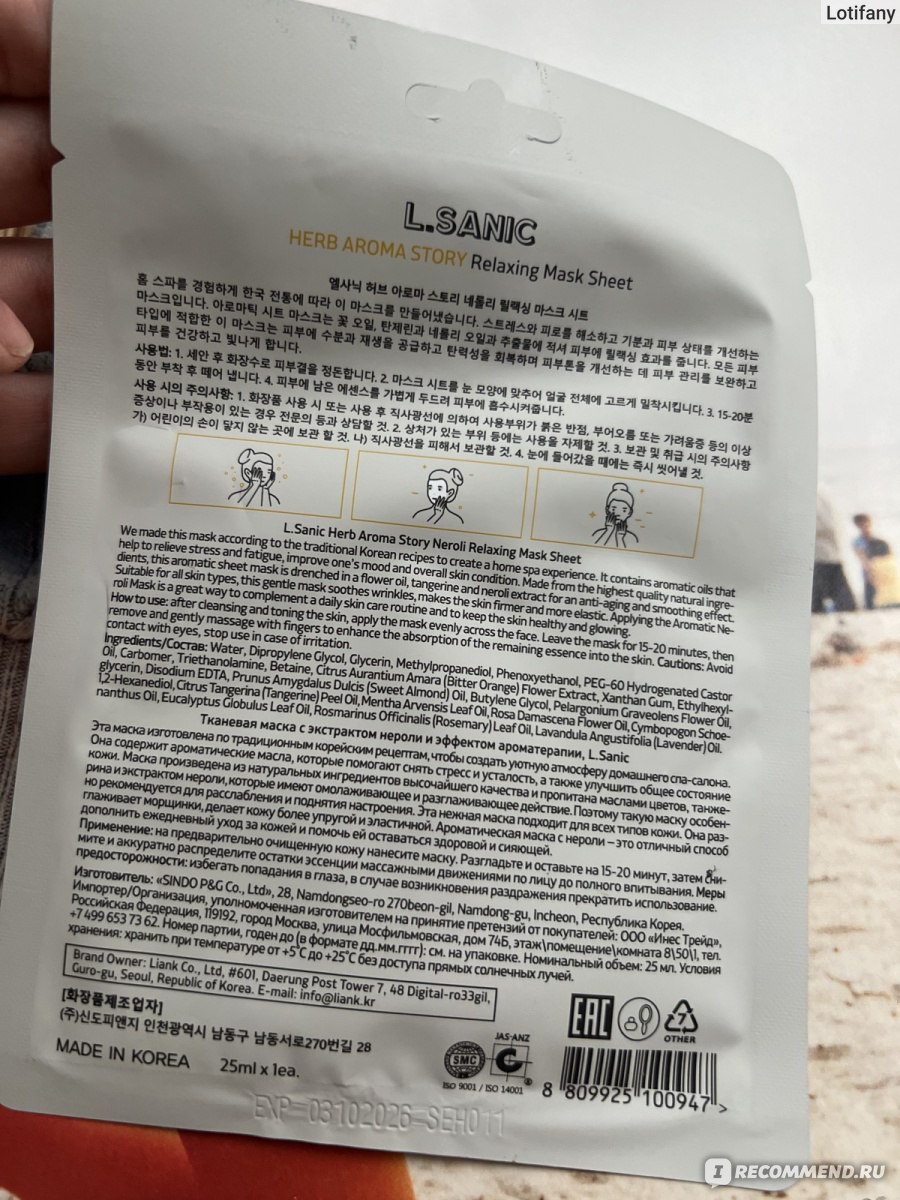 Lotifany
L.SANIC
HERB AROMA STORY Relaxing Mask Sheet
엘사닉 허브 아로마 스토리 네롤리 릴랙싱 마스크 시트
홈 스파를 경험하게 한국 전통에 따라 이 마스크를 만들어냈습니다. 스트레스와 피로를 해소하고 기분과 피부 상태를 개선하는
마스크입니다. 아로마틱 시트 마스크는 꽃 오일, 탄제린과 네롤리 오일과 추출물에 적셔 피부에 릴랙싱 효과를 줍니다. 모든 피부
타입에 적합한 이 마스크는 피부에 수분과 재생을 공급하고 탄력성을 회복하며 피부톤을 개선하는 데 피부 관리를 보완하고
피부를 건강하고 빛나게 합니다.
사용법: 1. 세안 후 화장수로 피부결을 정돈합니다. 2. 마스크 시트를 눈 모양에 맞추어 얼굴 전체에 고르게 밀착시킵니다. 3. 15-20분
동안 부착 후 떼어 냅니다. 4. 피부에 남은 에센스를 가볍게 두드려 피부에 흡수시켜줍니다.
사용 시의 주의사항: 1. 화장품 사용 시 또는 사용 후 직사광선에 의하여 사용부위가 붉은 반점, 부어오름 또는 가려움증 등의 이상
증상이나 부작용이 있는 경우 전문의 등과 상담할 것. 2. 상처가 있는 부위 등에는 사용을 자제할 것. 3. 보관 및 취급 시의 주의사항
가) 어린이의 손이 닿지 않는 곳에 보관 할 것. 나) 직사광선을 피해서 보관할 것. 4. 눈에 들어갔을 때에는 즉시 씻어낼 것.
L.Sanic Herb Aroma Story Neroli Relaxing Mask Sheet
We made this mask according to the traditional Korean recipes to create a home spa experience. It contains aromatic oils that
help to relieve stress and fatigue, improve one's mood and overall skin condition. Made from the highest quality natural ingre-
dients, this aromatic sheet mask is drenched in a flower oil, tangerine and neroli extract for an anti-aging and smoothing effect.
Suitable for all skin types, this gentle mask soothes wrinkles, makes the skin firmer and more elastic. Applying the Aromatic Ne-
roli Mask is a great way to complement a daily skin care routine and to keep the skin healthy and glowing.
How to use: after cleansing and toning the skin, apply the mask evenly across the face. Leave the mask for 15-20 minutes, then
remove and gently massage with fingers to enhance the absorption of the remaining essence into the skin. Cautions: Avoid
contact with eyes, stop use in case of irritation.
Ingredients/Состав: Water, Dipropylene Glycol, Glycerin, Methylpropanediol, Phenoxyethanol, PEG-60 Hydrogenated Castor
Oil, Carbomer, Triethanolamine, Betaine, Citrus Aurantium Amara (Bitter Orange) Flower Extract, Xanthan Gum, Ethylhexyl-
glycerin, Disodium EDTA, Prunus Amygdalus Dulcis (Sweet Almond) Oil, Butylene Glycol, Pelargonium Graveolens Flower Oil,
1,2-Hexanediol, Citrus Tangerina (Tangerine) Peel Oil, Mentha Arvensis Leaf Oil, Rosa Damascena Flower Oil, Cymbopogon Schoe-
nanthus Oil, Eucalyptus Globulus Leaf Oil, Rosmarinus Officinalis (Rosemary) Leaf Oil, Lavandula Angustifolia (Lavender) Oil.
Тканевая маска с экстрактом нероли и эффектом ароматерапии, L.Sanic
Эта маска изготовлена по традиционным корейским рецептам, чтобы создать уютную атмосферу домашнего спа-салона.
Она содержит ароматические масла, которые помогают снять стресс и усталость, а также улучшить общее состояние
кожи. Маска произведена из натуральных ингредиентов высочайшего качества и пропитана маслами цветов, танже-
рина и экстрактом нероли, которые имеют омолаживающее и разглаживающее действие. Поэтому такую маску особен-
но рекомендуется для расслабления и поднятия настроения. Эта нежная маска подходит для всех типов кожи. Она раз-
глаживает морщинки, делает кожу более упругой и эластичной. Ароматическая маска с нероли – это отличный способ
дополнить ежедневный уход за кожей и помочь ей оставаться здоровой и сияющей.
Применение: на предварительно очищенную кожу нанесите маску. Разгладьте и оставьте на 15-20 минут, затем сни-
мите и аккуратно распределите остатки эссенции массажными движениями по лицу до полного впитывания. Меры
предосторожности: избегать попадания в глаза, в случае возникновения раздражения прекратить использование.
Изготовитель: «SINDO P&G Co., Ltd», 28, Namdongseo-ro 270beon-gil, Namdong-gu, Incheon, Республика Корея.
Импортер/Организация, уполномоченная изготовителем на принятие претензий от покупателей: ООО «Инес Трейд»,
Российская Федерация, 119192, город Москва, улица Мосфильмовская, дом 74Б, этаж\помещение\комната 8\50\1, тел.
+7 499 653 73 62. Номер партии, годен до (в формате дд.мм.гггг): см. на упаковке. Номинальный объем: 25 мл. Условия
хранения: хранить при температуре от +5°С до +25°С без доступа прямых солнечных лучей.
Brand Owner: Liank Co., Ltd, #601, Daerung Post Tower 7, 48 Digital-ro33gil,
Guro-gu, Seoul, Republic of Korea. E-mail: info@liank.kr
[화장품제조업자]
(주)신도피앤지 인천광역시 남동구 남동서로270번길 28
MADE IN KOREA
25ml x 1ea.
EAC
7
OTHER
JAS-ANZ
SMC
ISO 9001 / ISO 14001
8 809925 100947 >
EXP 03102026 SEH011
IRECOMMEND.RU